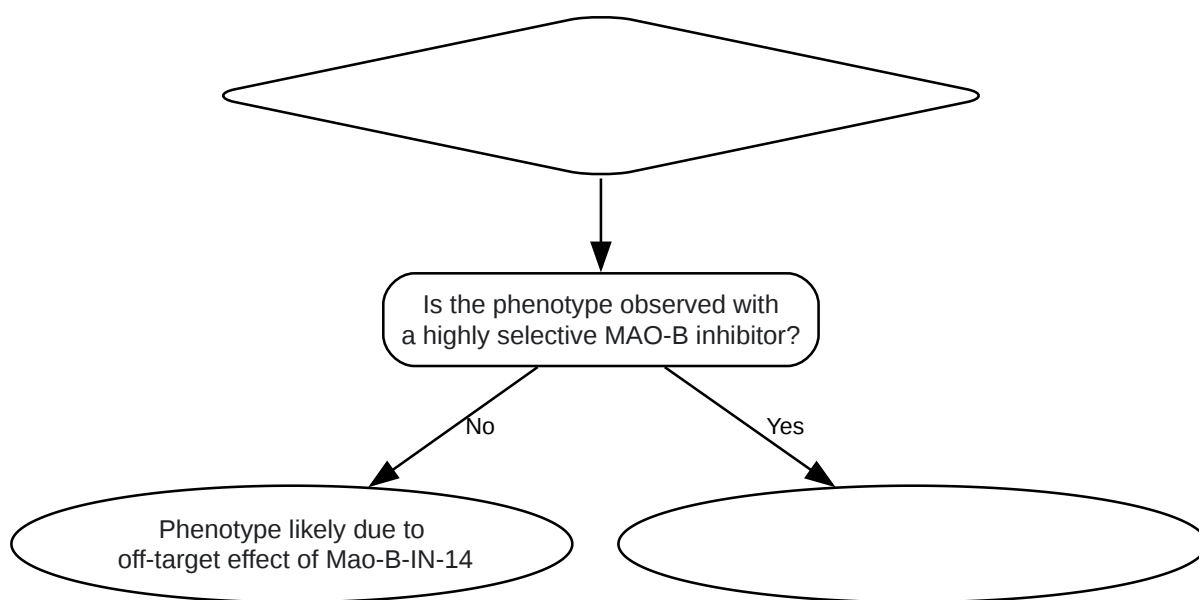 Is the phenotype observed with
a highly selective MAO-B inhibitor?
No
Yes
Phenotype likely due to
off-target effect of Mao-B-IN-14